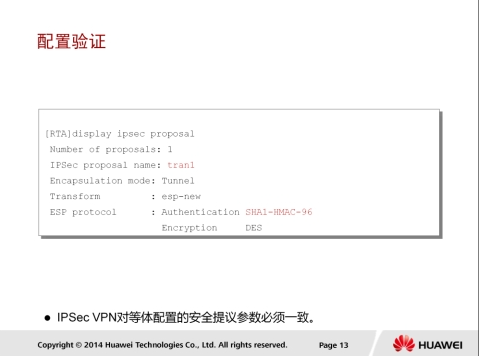 配置验证
[RTA]display ipsec proposal
Number of proposals: 1
IPSec proposal name: tran1
Encapsulation mode: Tunnel
Transform : esp-new
ESP protocol : Authentication SHA1-HMAC-96
Encryption DES
● IPSec VPN对等体配置的安全提议参数必须一致。
Copyright © 2014 Huawei Technologies Co., Ltd. All rights reserved. Page 13 HUAWEI